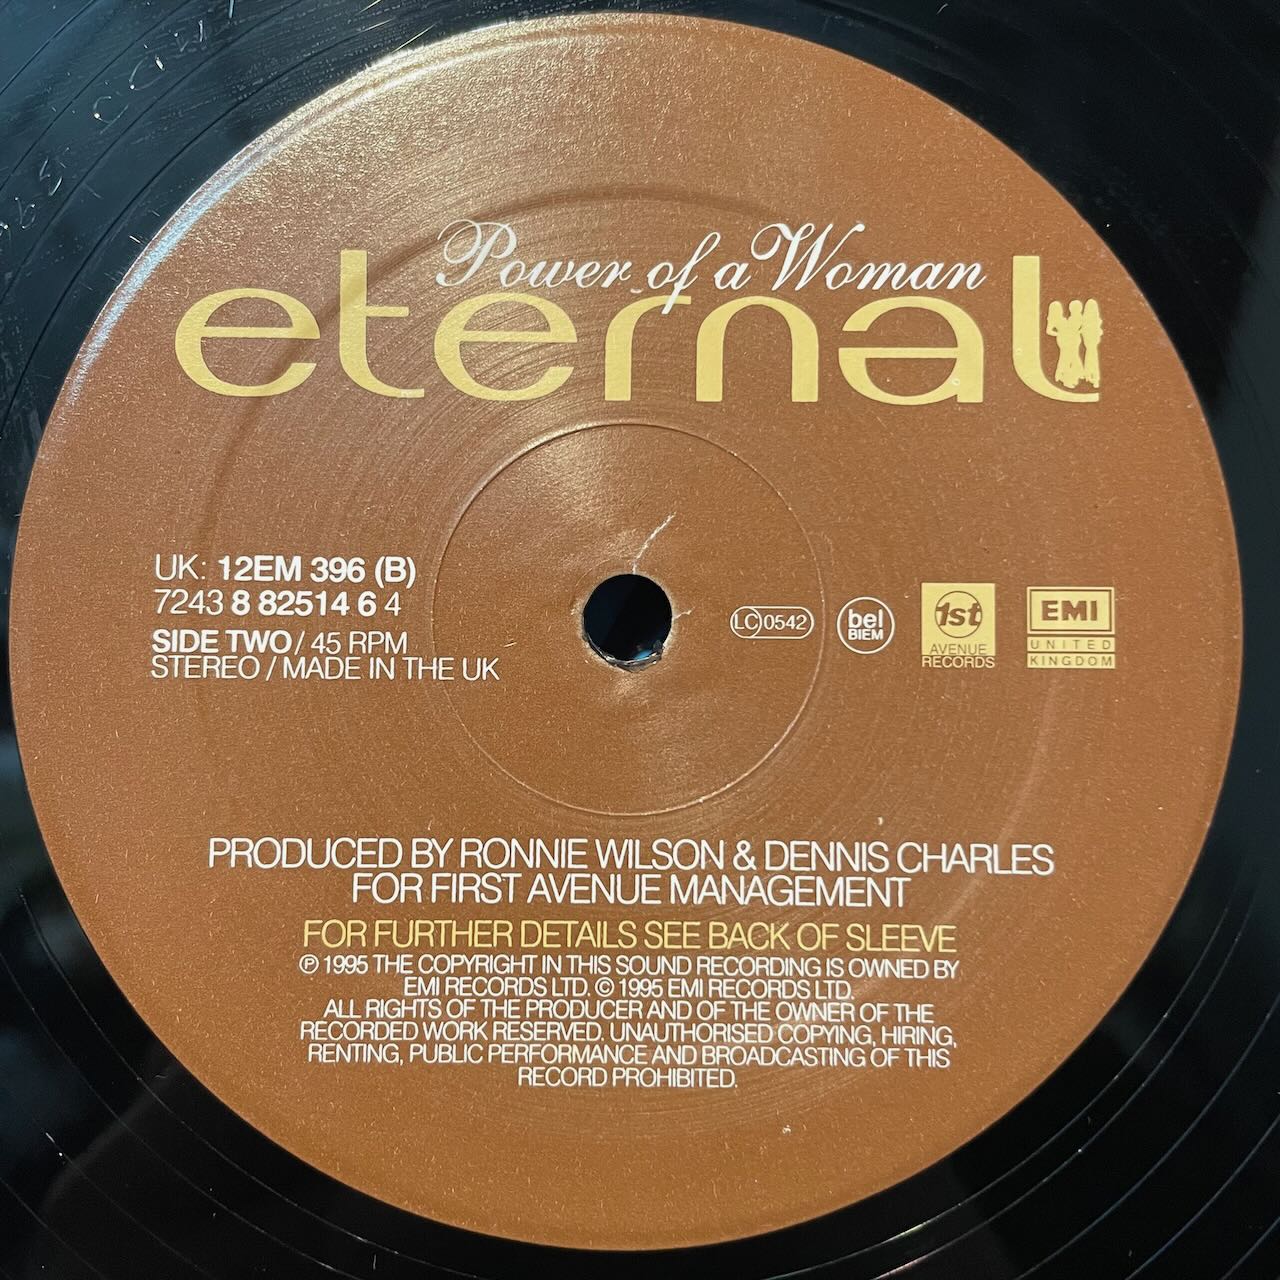 Power of a Woman
eternal
UK: 12EM 396 (B)
7243 8 82514 6 4
SIDE TWO / 45 RPM
STEREO / MADE IN THE UK
LC 0542
bel
BIEM
1st
AVENUE
RECORDS
EMI
UNITED
KINGDOM
PRODUCED BY RONNIE WILSON & DENNIS CHARLES
FOR FIRST AVENUE MANAGEMENT
FOR FURTHER DETAILS SEE BACK OF SLEEVE
℗ 1995 THE COPYRIGHT IN THIS SOUND RECORDING IS OWNED BY
EMI RECORDS LTD. © 1995 EMI RECORDS LTD.
ALL RIGHTS OF THE PRODUCER AND OF THE OWNER OF THE
RECORDED WORK RESERVED. UNAUTHORISED COPYING, HIRING,
RENTING, PUBLIC PERFORMANCE AND BROADCASTING OF THIS
RECORD PROHIBITED.